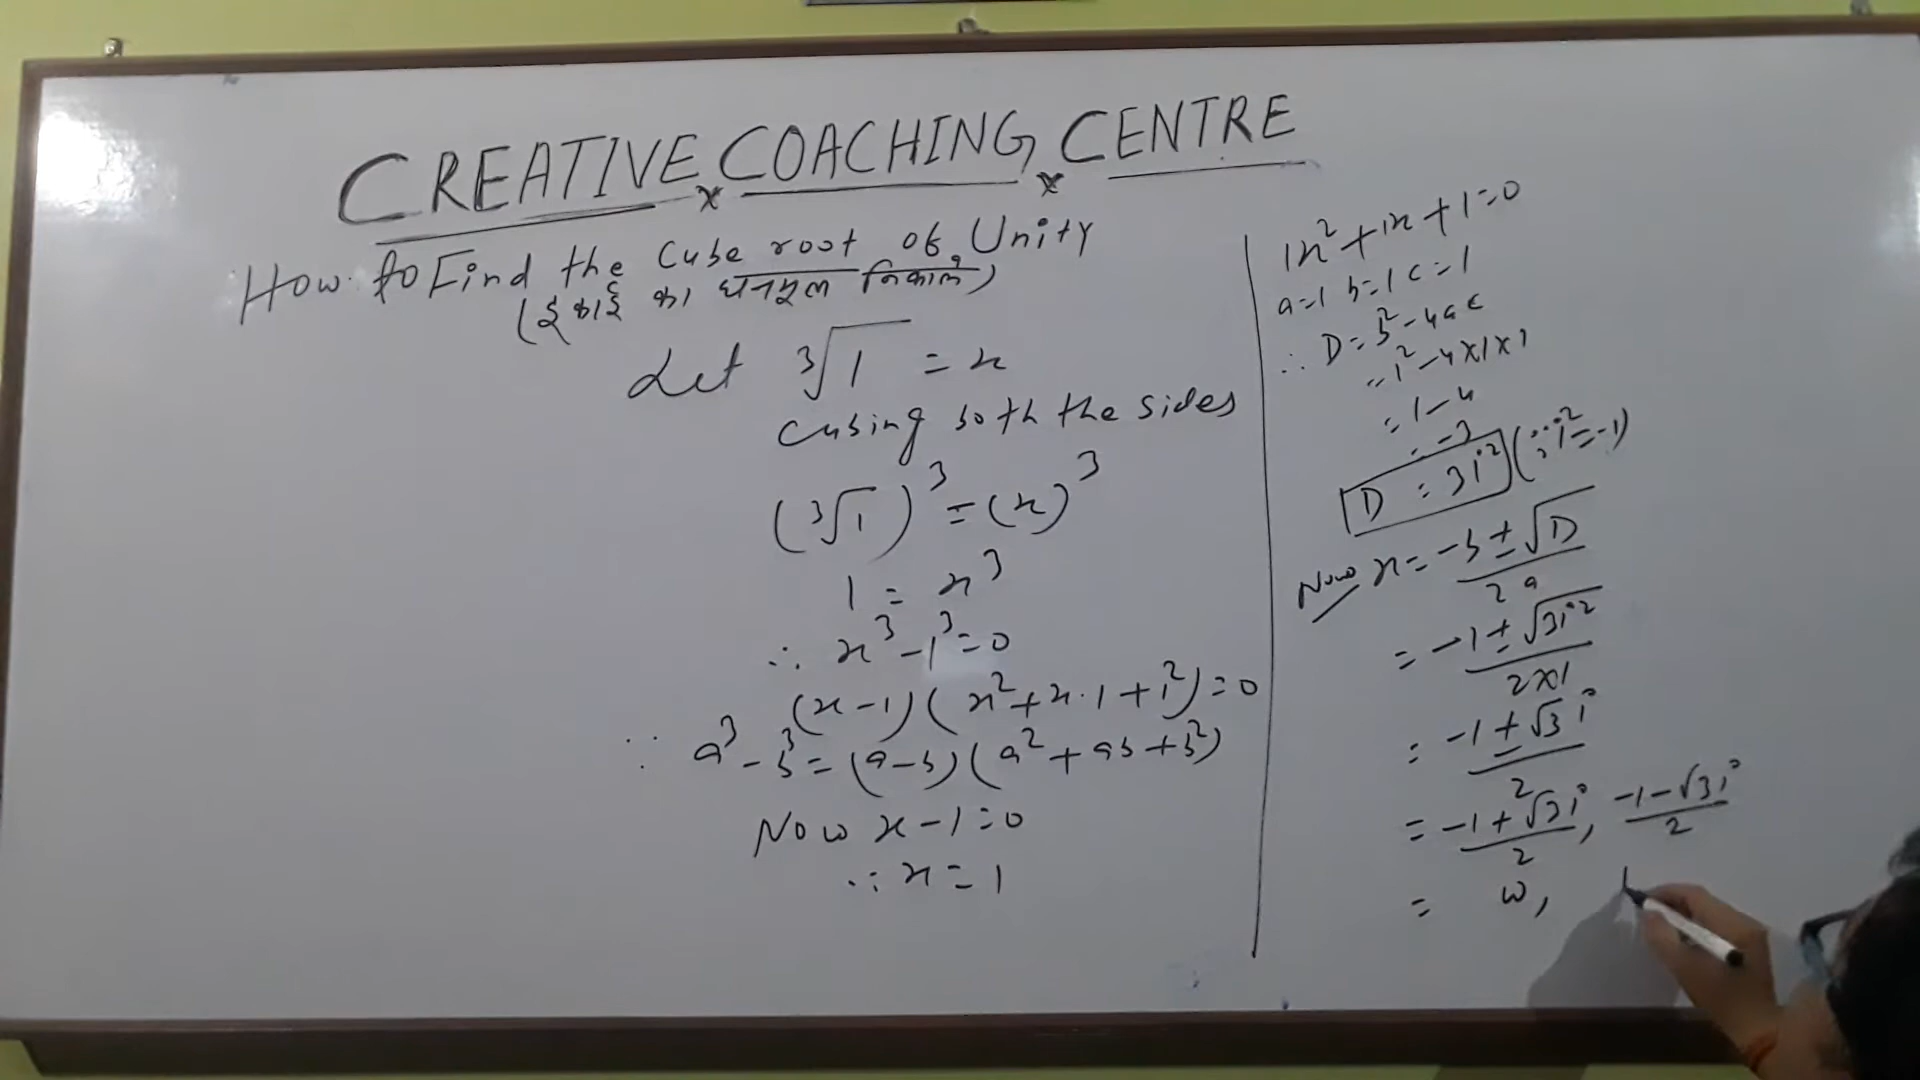 CREATIVE COACHING CENTRE
How to Find the Cube root of Unity
(इकाई का घनमूल निकालें)
Let ∛1 = x
cubing both the sides
(∛1)³ = (x)³
1 = x³
∴ x³ - 1³ = 0
(x-1)(x² + x·1 + 1²) = 0
∵ a³ - b³ = (a-b)(a² + ab + b²)
Now x - 1 = 0
∴ x = 1
1x² + 1x + 1 = 0
a=1 b=1 c=1
∴ D = b² - 4ac
= 1² - 4×1×1
= 1 - 4
= -3
D = 3i² (∵ i² = -1)
Now x = (-b ± √D)/2a
= (-1 ± √3i²)/2×1
= (-1 ± √3 i)/2
= (-1 + √3 i)/2, (-1 - √3 i)/2
= ω,